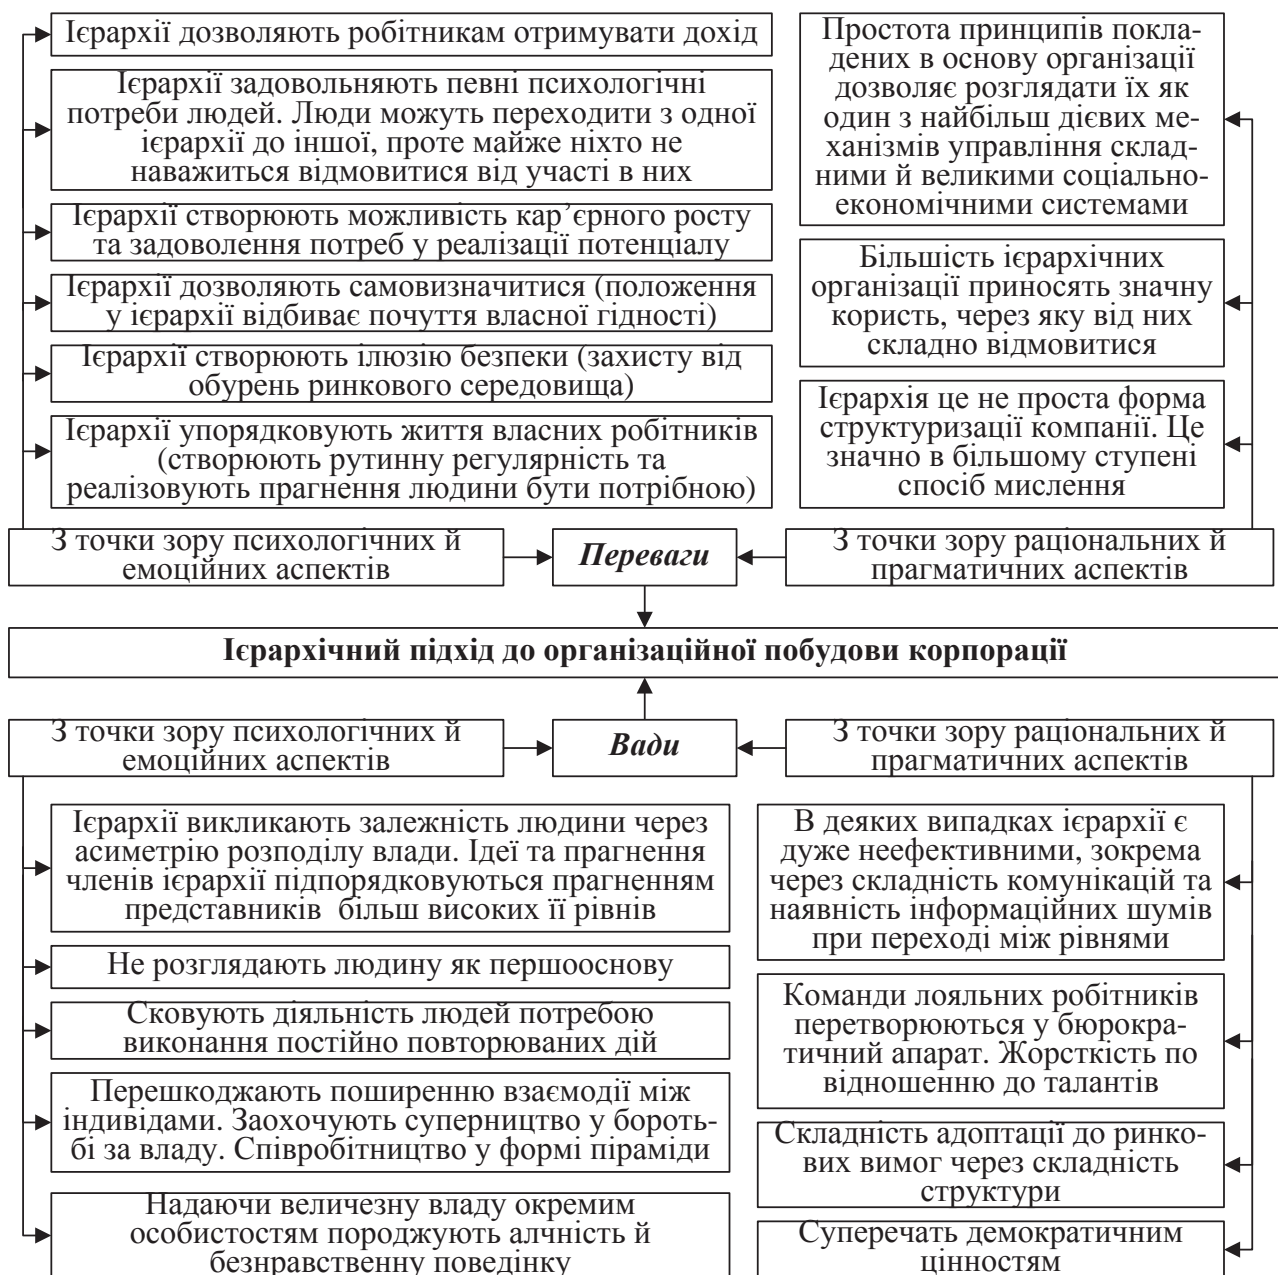 Ієрархії дозволяють робітникам отримувати дохід
Ієрархії задовольняють певні психологічні
потреби людей. Люди можуть переходити з одної
ієрархії до іншої, проте майже ніхто не
наважиться відмовитися від участі в них
Ієрархії створюють можливість кар’єрного росту
та задоволення потреб у реалізації потенціалу
Ієрархії дозволяють самовизначитися (положення
у ієрархії відбиває почуття власної гідності)
Ієрархії створюють ілюзію безпеки (захисту від
обурень ринкового середовища)
Ієрархії упорядковують життя власних робітників
(створюють рутинну регулярність та
реалізовують прагнення людини бути потрібною)
Простота принципів покла-
дених в основу організації
дозволяє розглядати їх як
один з найбільш дієвих ме-
ханізмів управління склад-
ними й великими соціально-
економічними системами
Більшість ієрархічних
організації приносять значну
користь, через яку від них
складно відмовитися
Ієрархія це не проста форма
структуризації компанії. Це
значно в більшому ступені
спосіб мислення
З точки зору психологічних й
емоційних аспектів
Переваги
З точки зору раціональних й
прагматичних аспектів
Ієрархічний підхід до організаційної побудови корпорації
З точки зору психологічних й
емоційних аспектів
Вади
З точки зору раціональних й
прагматичних аспектів
Ієрархії викликають залежність людини через
асиметрію розподілу влади. Ідеї та прагнення
членів ієрархії підпорядковуються прагненням
представників більш високих її рівнів
Не розглядають людину як першооснову
Сковують діяльність людей потребою
виконання постійно повторюваних дій
Перешкоджають поширенню взаємодії між
індивідами. Заохочують суперництво у бороть-
бі за владу. Співробітництво у формі піраміди
Надаючи величезну владу окремим
особистостям породжують алчність й
безнравственну поведінку
В деяких випадках ієрархії є
дуже неефективними, зокрема
через складність комунікацій та
наявність інформаційних шумів
при переході між рівнями
Команди лояльних робітників
перетворюються у бюрокра-
тичний апарат. Жорсткість по
відношенню до талантів
Складність адоптації до ринко-
вих вимог через складність
структури
Суперечать демократичним
цінностям